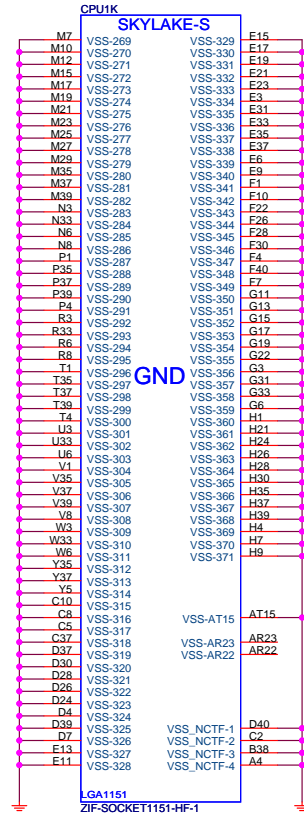 CPU1K
SKYLAKE-S
M7 VSS-269 VSS-329 E15
M10 VSS-270 VSS-330 E17
M12 VSS-271 VSS-331 E19
M15 VSS-272 VSS-332 E21
M17 VSS-273 VSS-333 E23
M19 VSS-274 VSS-334 E3
M21 VSS-275 VSS-335 E31
M23 VSS-276 VSS-336 E33
M25 VSS-277 VSS-337 E35
M27 VSS-278 VSS-338 E37
M29 VSS-279 VSS-339 E6
M35 VSS-280 VSS-340 E9
M37 VSS-281 VSS-341 F1
M39 VSS-282 VSS-342 F10
N3 VSS-283 VSS-343 F22
N33 VSS-284 VSS-344 F26
N6 VSS-285 VSS-345 F28
N8 VSS-286 VSS-346 F30
P1 VSS-287 VSS-347 F4
P35 VSS-288 VSS-348 F40
P37 VSS-289 VSS-349 F7
P39 VSS-290 VSS-350 G11
P4 VSS-291 VSS-351 G13
R3 VSS-292 VSS-352 G15
R33 VSS-293 VSS-353 G17
R6 VSS-294 VSS-354 G19
R8 VSS-295 VSS-355 G22
T1 VSS-296 GND VSS-356 G3
T35 VSS-297 VSS-357 G31
T37 VSS-298 VSS-358 G33
T39 VSS-299 VSS-359 G6
T4 VSS-300 VSS-360 H1
U3 VSS-301 VSS-361 H21
U33 VSS-302 VSS-362 H24
U6 VSS-303 VSS-363 H26
V1 VSS-304 VSS-364 H28
V35 VSS-305 VSS-365 H30
V37 VSS-306 VSS-366 H35
V39 VSS-307 VSS-367 H37
V8 VSS-308 VSS-368 H39
W3 VSS-309 VSS-369 H4
W33 VSS-310 VSS-370 H7
W6 VSS-311 VSS-371 H9
Y35 VSS-312
Y37 VSS-313
Y5 VSS-314
C10 VSS-315
C8 VSS-316 VSS-AT15 AT15
C5 VSS-317
C37 VSS-318 VSS-AR23 AR23
D37 VSS-319 VSS-AR22 AR22
D30 VSS-320
D28 VSS-321
D26 VSS-322
D24 VSS-323
D4 VSS-324
D39 VSS-325 VSS_NCTF-1 D40
D7 VSS-326 VSS_NCTF-2 C2
E13 VSS-327 VSS_NCTF-3 B38
E11 VSS-328 VSS_NCTF-4 A4
LGA1151
ZIF-SOCKET1151-HF-1